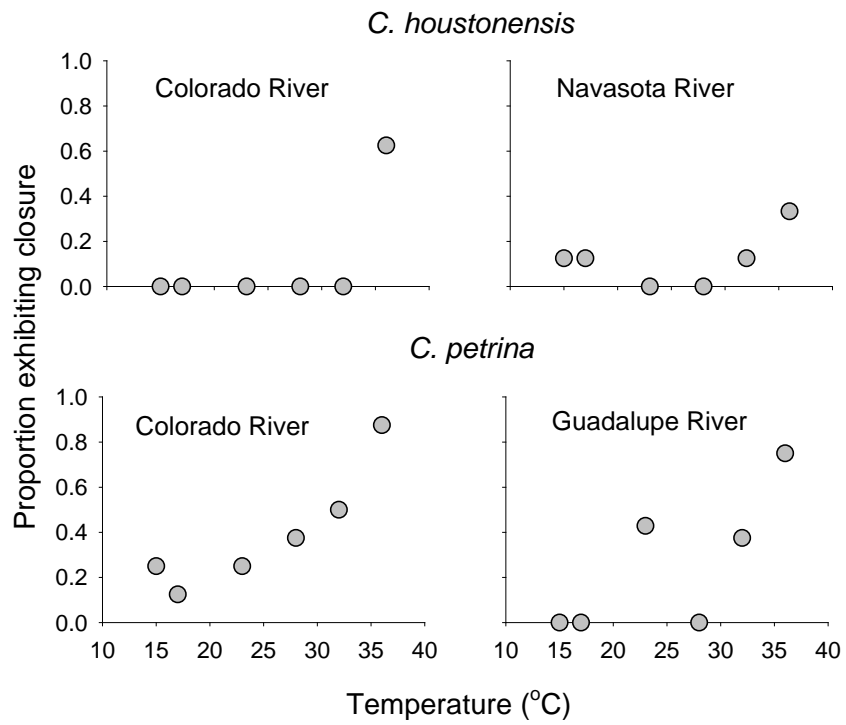 C. houstonensis
Proportion exhibiting closure
1.0
0.8
0.6
0.4
0.2
0.0
Colorado River
Navasota River
C. petrina
1.0
0.8
0.6
0.4
0.2
0.0
Colorado River
Guadalupe River
10 15 20 25 30 35 40
10 15 20 25 30 35 40
Temperature (°C)